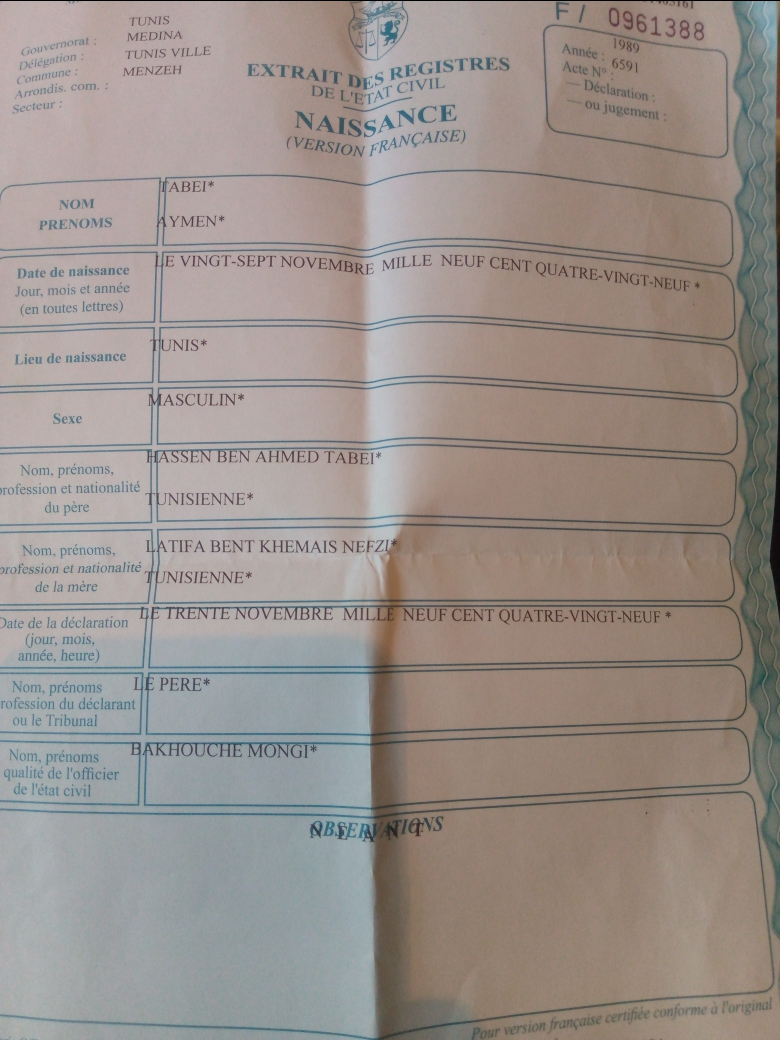 TUNIS
Gouvernorat : MEDINA
Délégation : TUNIS VILLE
Commune : MENZEH
Arrondis. com. :
Secteur :
F / 0961388
EXTRAIT DES REGISTRES
DE L'ETAT CIVIL
NAISSANCE
(VERSION FRANÇAISE)
1989
Année : 6591
Acte N° :
— Déclaration :
— ou jugement :
NOM TABEI*
PRENOMS AYMEN*
Date de naissance LE VINGT-SEPT NOVEMBRE MILLE NEUF CENT QUATRE-VINGT-NEUF *
Jour, mois et année
(en toutes lettres)
Lieu de naissance TUNIS*
Sexe MASCULIN*
Nom, prénoms, HASSEN BEN AHMED TABEI*
rofession et nationalité TUNISIENNE*
du père
Nom, prénoms, LATIFA BENT KHEMAIS NEFZI*
profession et nationalité TUNISIENNE*
de la mère
Date de la déclaration LE TRENTE NOVEMBRE MILLE NEUF CENT QUATRE-VINGT-NEUF *
(jour, mois,
année, heure)
Nom, prénoms LE PERE*
rofession du déclarant
ou le Tribunal
Nom, prénoms BAKHOUCHE MONGI*
qualité de l'officier
de l'état civil
OBSERVATIONS
N E A N T
Pour version française certifiée conforme à l'original